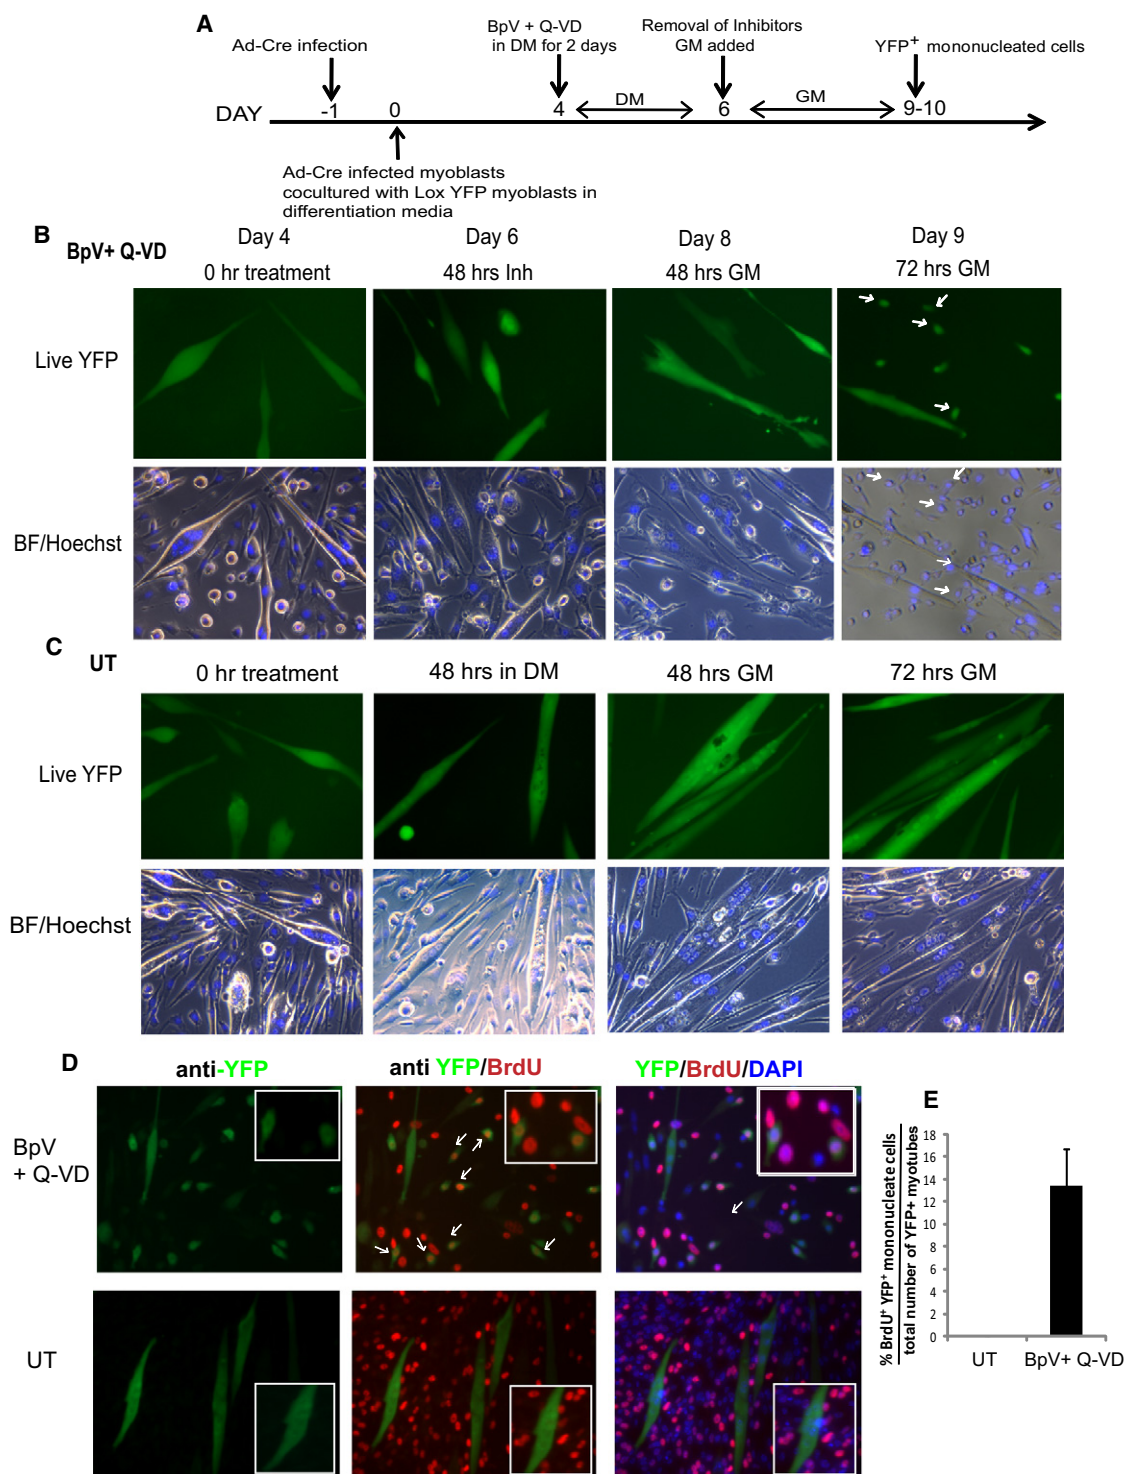 A
Ad-Cre infection
BpV + Q-VD
in DM for 2 days
Removal of Inhibitors
GM added
YFP+ mononucleated cells
DAY
-1
0
4
DM
6
GM
9-10
Ad-Cre infected myoblasts
cocultured with Lox YFP myoblasts in
differentiation media
B
BpV+ Q-VD
Day 4
Day 6
Day 8
Day 9
0 hr treatment
48 hrs Inh
48 hrs GM
72 hrs GM
Live YFP
BF/Hoechst
C
UT
0 hr treatment
48 hrs in DM
48 hrs GM
72 hrs GM
Live YFP
BF/Hoechst
D
anti-YFP
anti YFP/BrdU
YFP/BrdU/DAPI
BpV
+ Q-VD
UT
E
% BrdU+ YFP+ mononucleate cells
total number of YFP+ myotubes
18
16
14
12
10
8
6
4
2
0
UT
BpV+ Q-VD